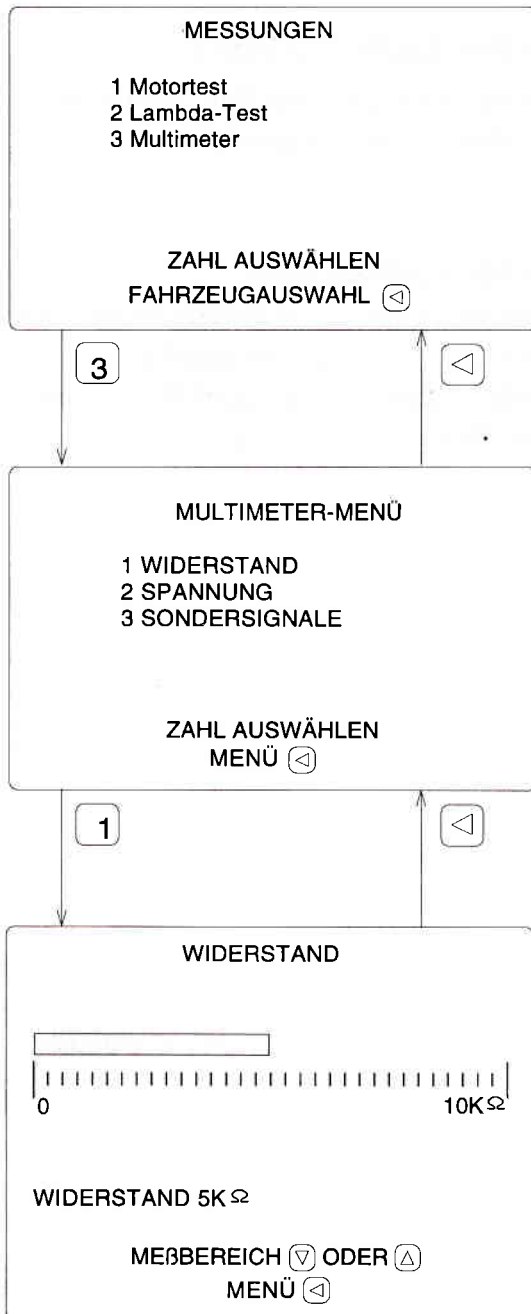 MESSUNGEN
1 Motortest
2 Lambda-Test
3 Multimeter
ZAHL AUSWÄHLEN
FAHRZEUGAUSWAHL ◁
3 ◁
MULTIMETER-MENÜ
1 WIDERSTAND
2 SPANNUNG
3 SONDERSIGNALE
ZAHL AUSWÄHLEN
MENÜ ◁
1 ◁
WIDERSTAND
0 10KΩ
WIDERSTAND 5KΩ
MEßBEREICH ▽ ODER △
MENÜ ◁